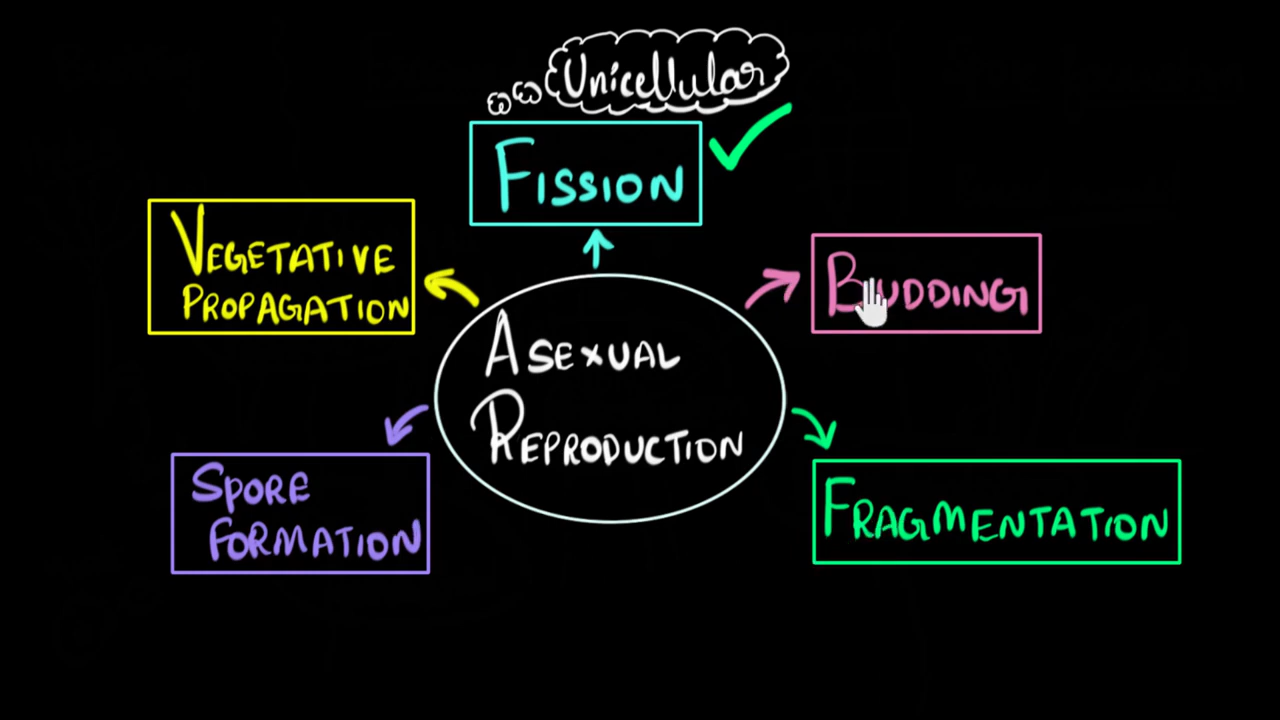 Unicellular
FISSION
VEGETATIVE
PROPAGATION
BUDDING
ASEXUAL
REPRODUCTION
SPORE
FORMATION
FRAGMENTATION